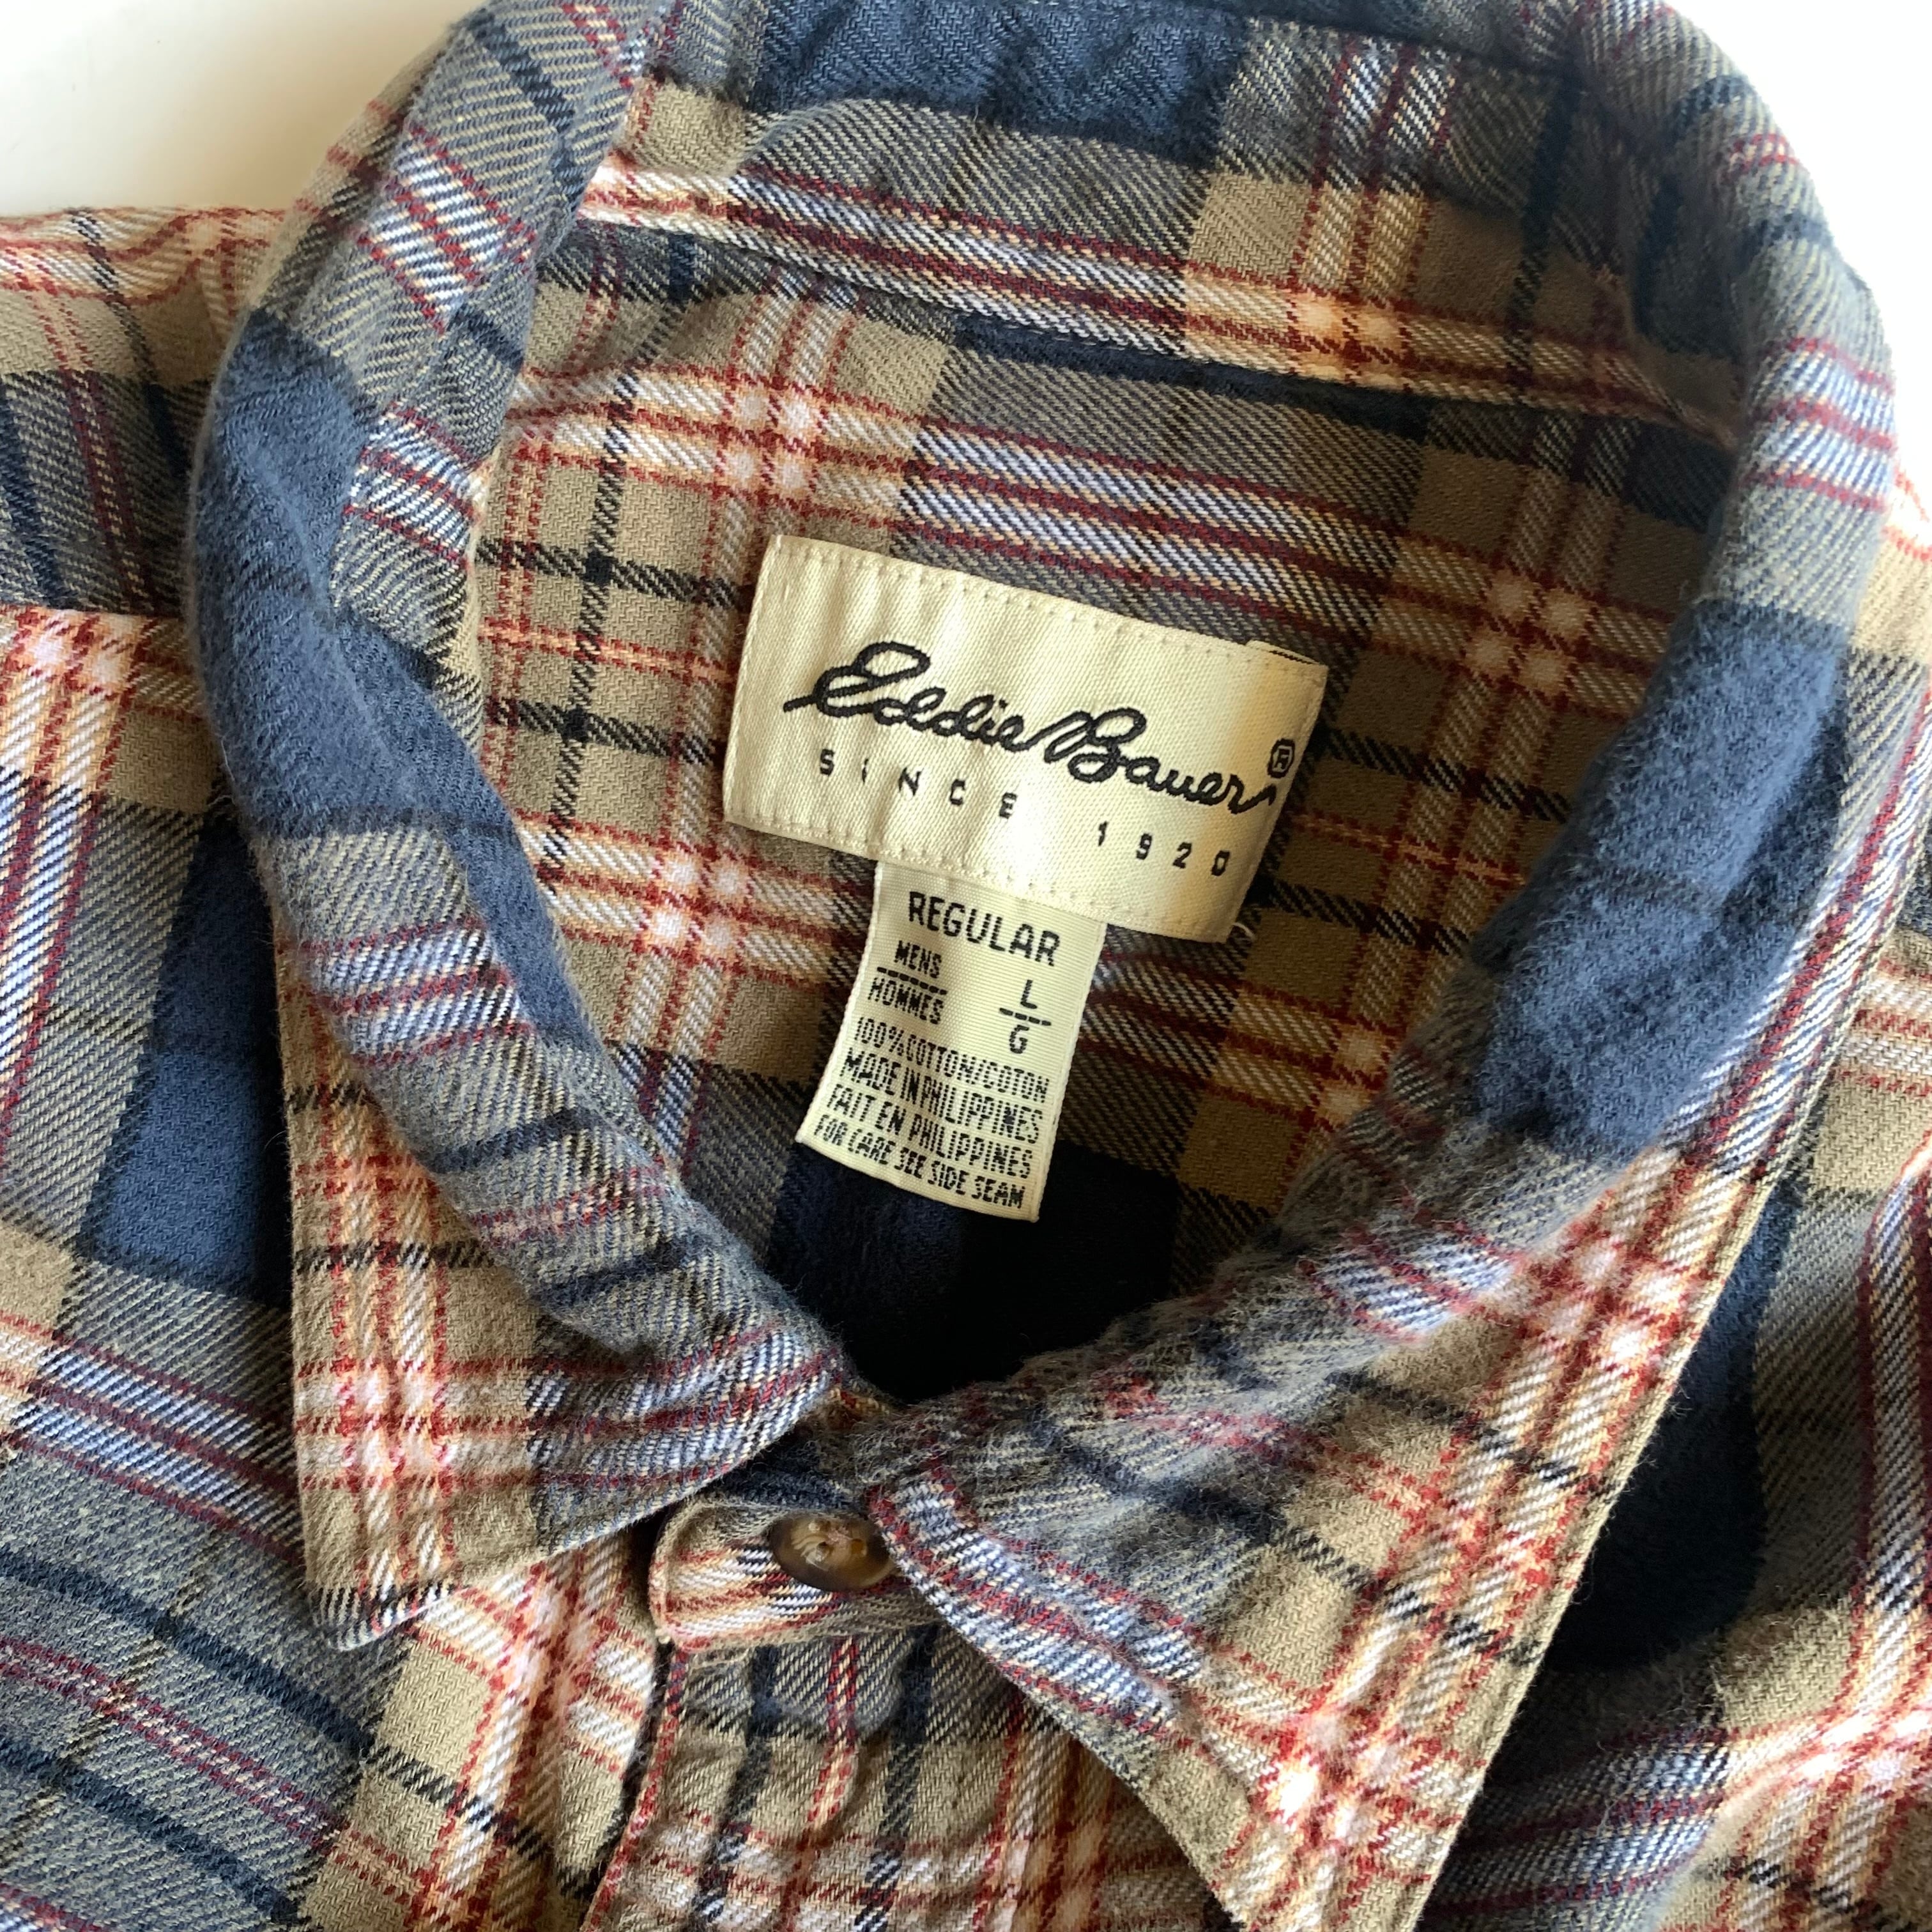 Eddie Bauer®
SINCE 1920
REGULAR
MENS L
HOMMES G
100%COTTON/COTON
MADE IN PHILIPPINES
FAIT EN PHILIPPINES
FOR CARE SEE SIDE SEAM